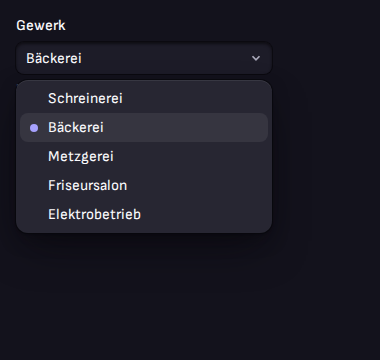 Gewerk
Bäckerei
Schreinerei
Bäckerei
Metzgerei
Friseursalon
Elektrobetrieb